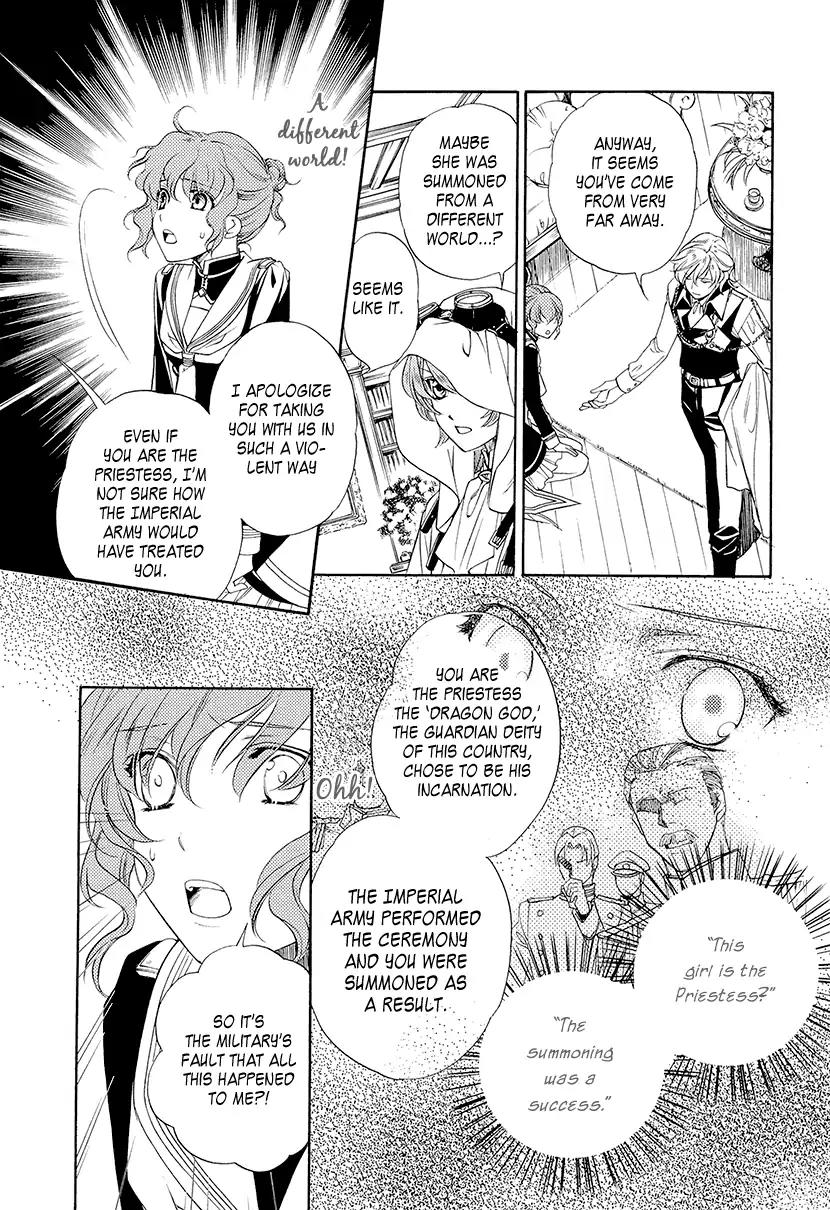 ANYWAY,
IT SEEMS
YOU'VE COME
FROM VERY
FAR AWAY.
MAYBE
SHE WAS
SUMMONED
FROM A
DIFFERENT
WORLD...?
SEEMS
LIKE IT.
A
different
world!
I APOLOGIZE
FOR TAKING
YOU WITH US
IN SUCH A VIO-
LENT WAY
EVEN IF
YOU ARE THE
PRIESTESS, I'M
NOT SURE HOW
THE IMPERIAL
ARMY WOULD
HAVE TREATED
YOU.
YOU ARE
THE PRIESTESS
THE 'DRAGON GOD,'
THE GUARDIAN DEITY
OF THIS COUNTRY,
CHOSE TO BE HIS
INCARNATION.
"This
girl is the
Priestess?"
"The
summoning
was a
success."
THE IMPERIAL
ARMY PERFORMED
THE CEREMONY
AND YOU WERE
SUMMONED AS
A RESULT.
Ohh!
SO IT'S
THE MILITARY'S
FAULT THAT ALL
THIS HAPPENED
TO ME?!